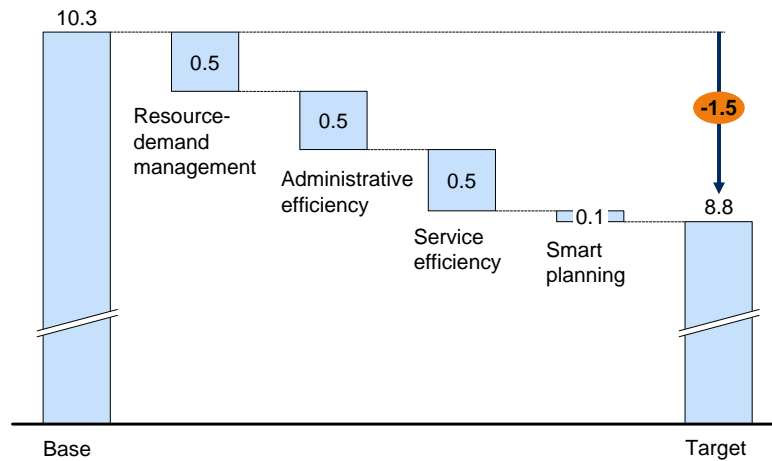 10.3
0.5
Resource-
demand
management
0.5
Administrative
efficiency
0.5
Service
efficiency
0.1
Smart
planning
-1.5
8.8
Base
Target